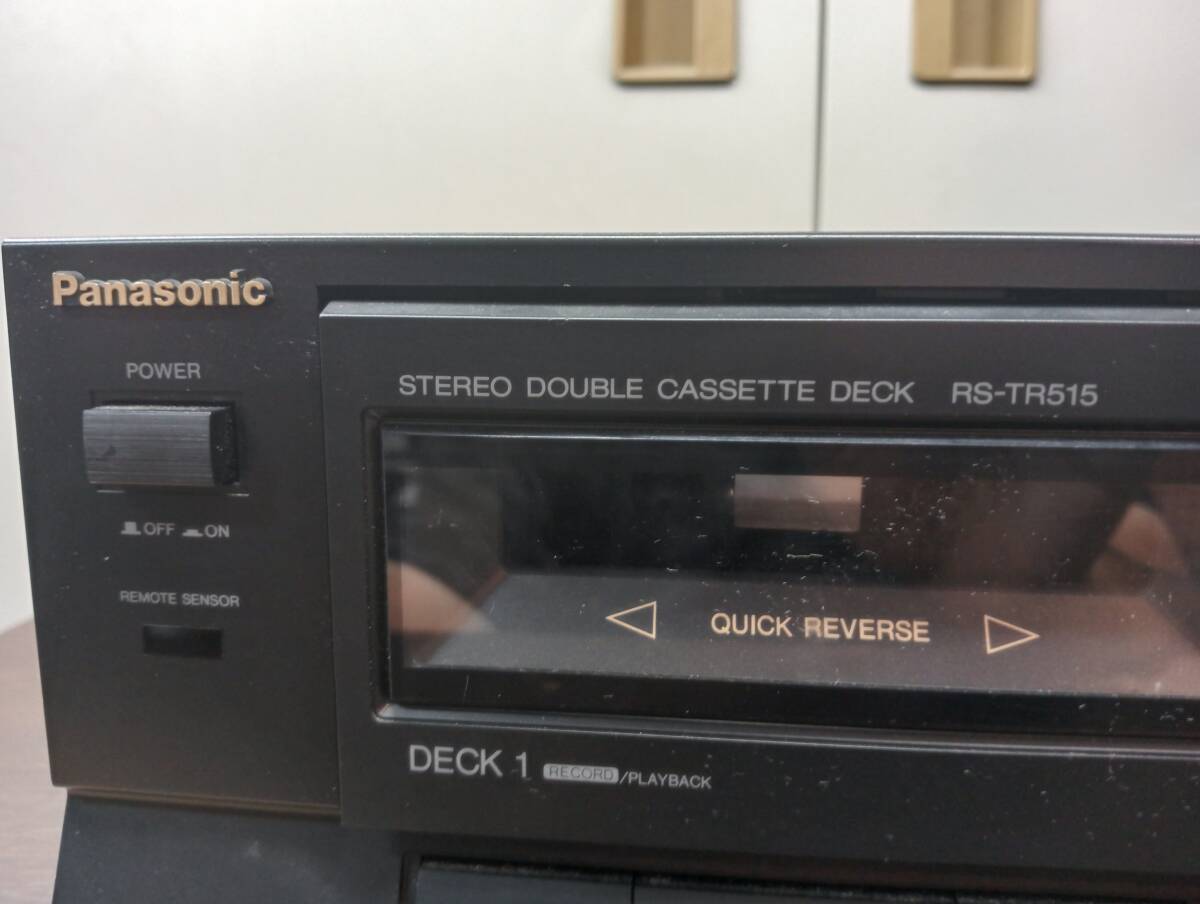 Panasonic
POWER
OFF ON
REMOTE SENSOR
STEREO DOUBLE CASSETTE DECK RS-TR515
QUICK REVERSE
DECK 1 RECORD/PLAYBACK